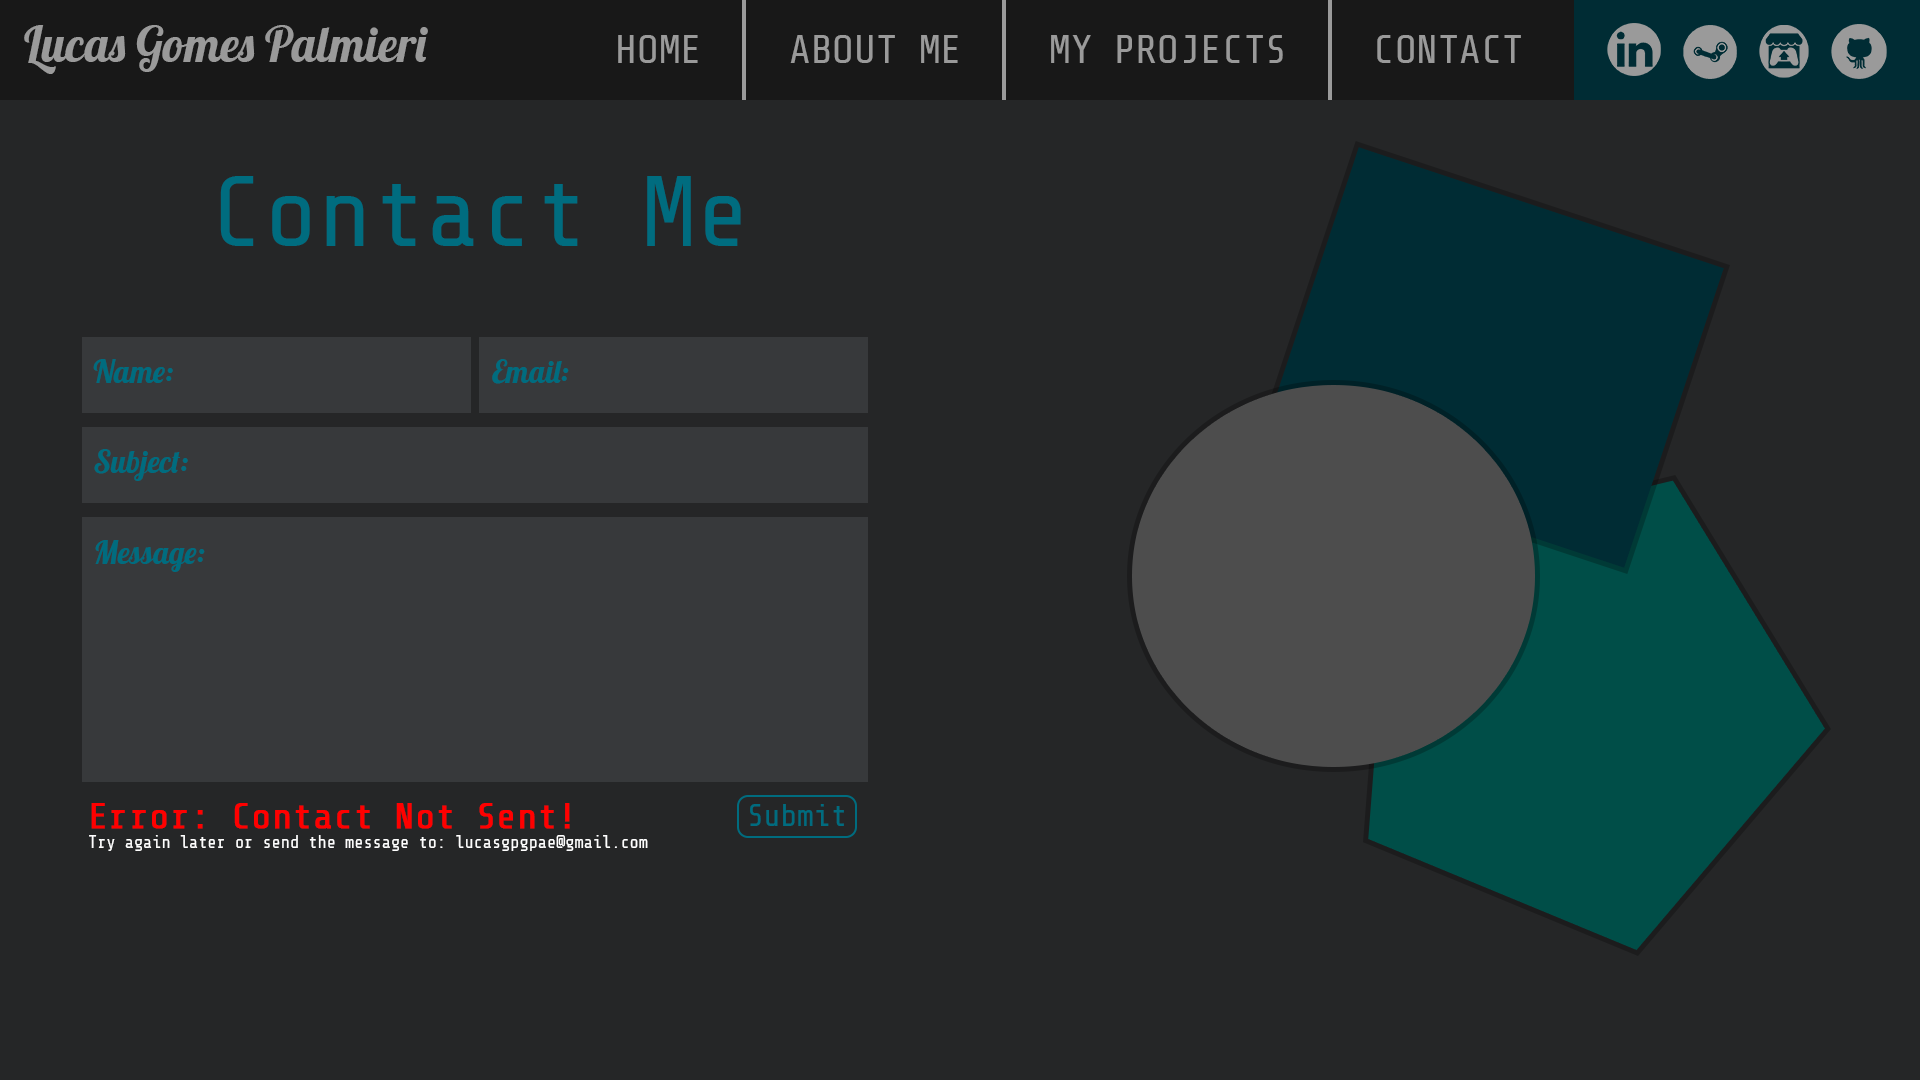 Lucas Gomes Palmieri HOME ABOUT ME MY PROJECTS CONTACT in
Contact Me
Name: Email:
Subject:
Message:
Error: Contact Not Sent! Submit
Try again later or send the message to: lucasgpgpae@gmail.com